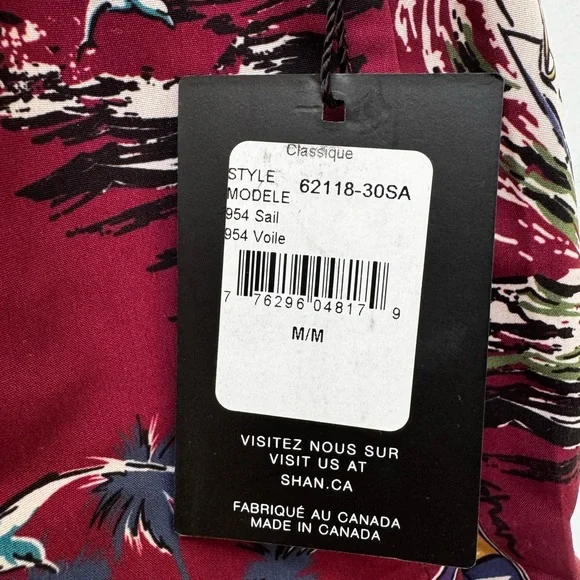 Classique
STYLE
MODELE 62118-30SA
954 Sail
954 Voile
7 76296 04817 9
M/M
VISITEZ NOUS SUR
VISIT US AT
SHAN.CA
FABRIQUÉ AU CANADA
MADE IN CANADA
shan